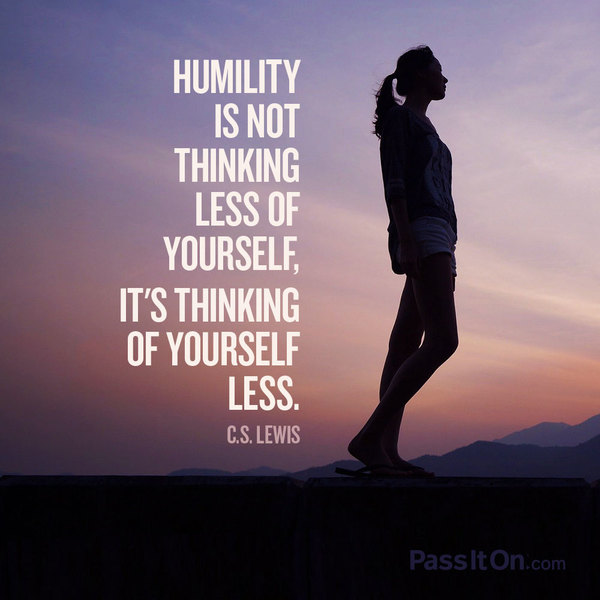 HUMILITY
IS NOT
THINKING
LESS OF
YOURSELF,
IT'S THINKING
OF YOURSELF
LESS.
C.S. LEWIS
PassItOn.com